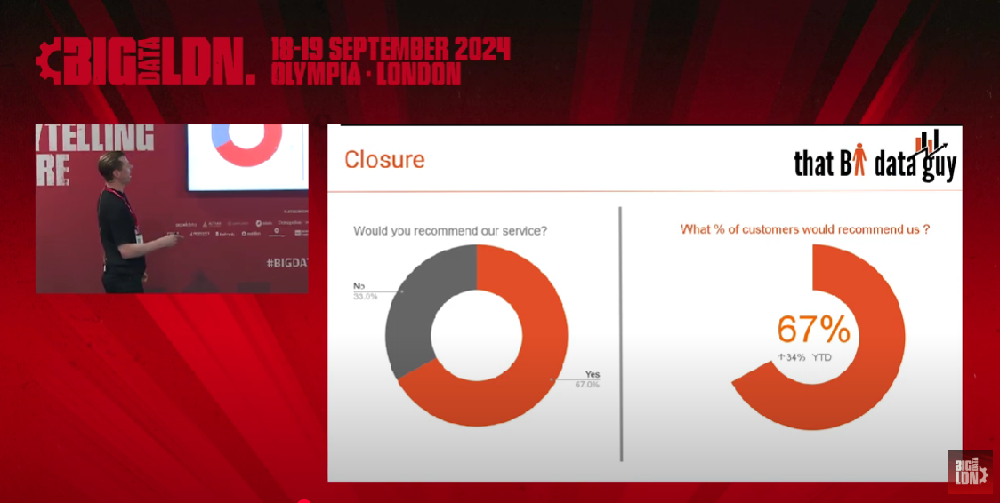 BIG DATA LDN.
18-19 SEPTEMBER 2024
OLYMPIA · LONDON
YTELLING
RE
#BIGDA
Closure
that BI data guy
Would you recommend our service?
No
33.0%
Yes
67.0%
What % of customers would recommend us ?
67%
↑34% YTD
BIG DATA LDN